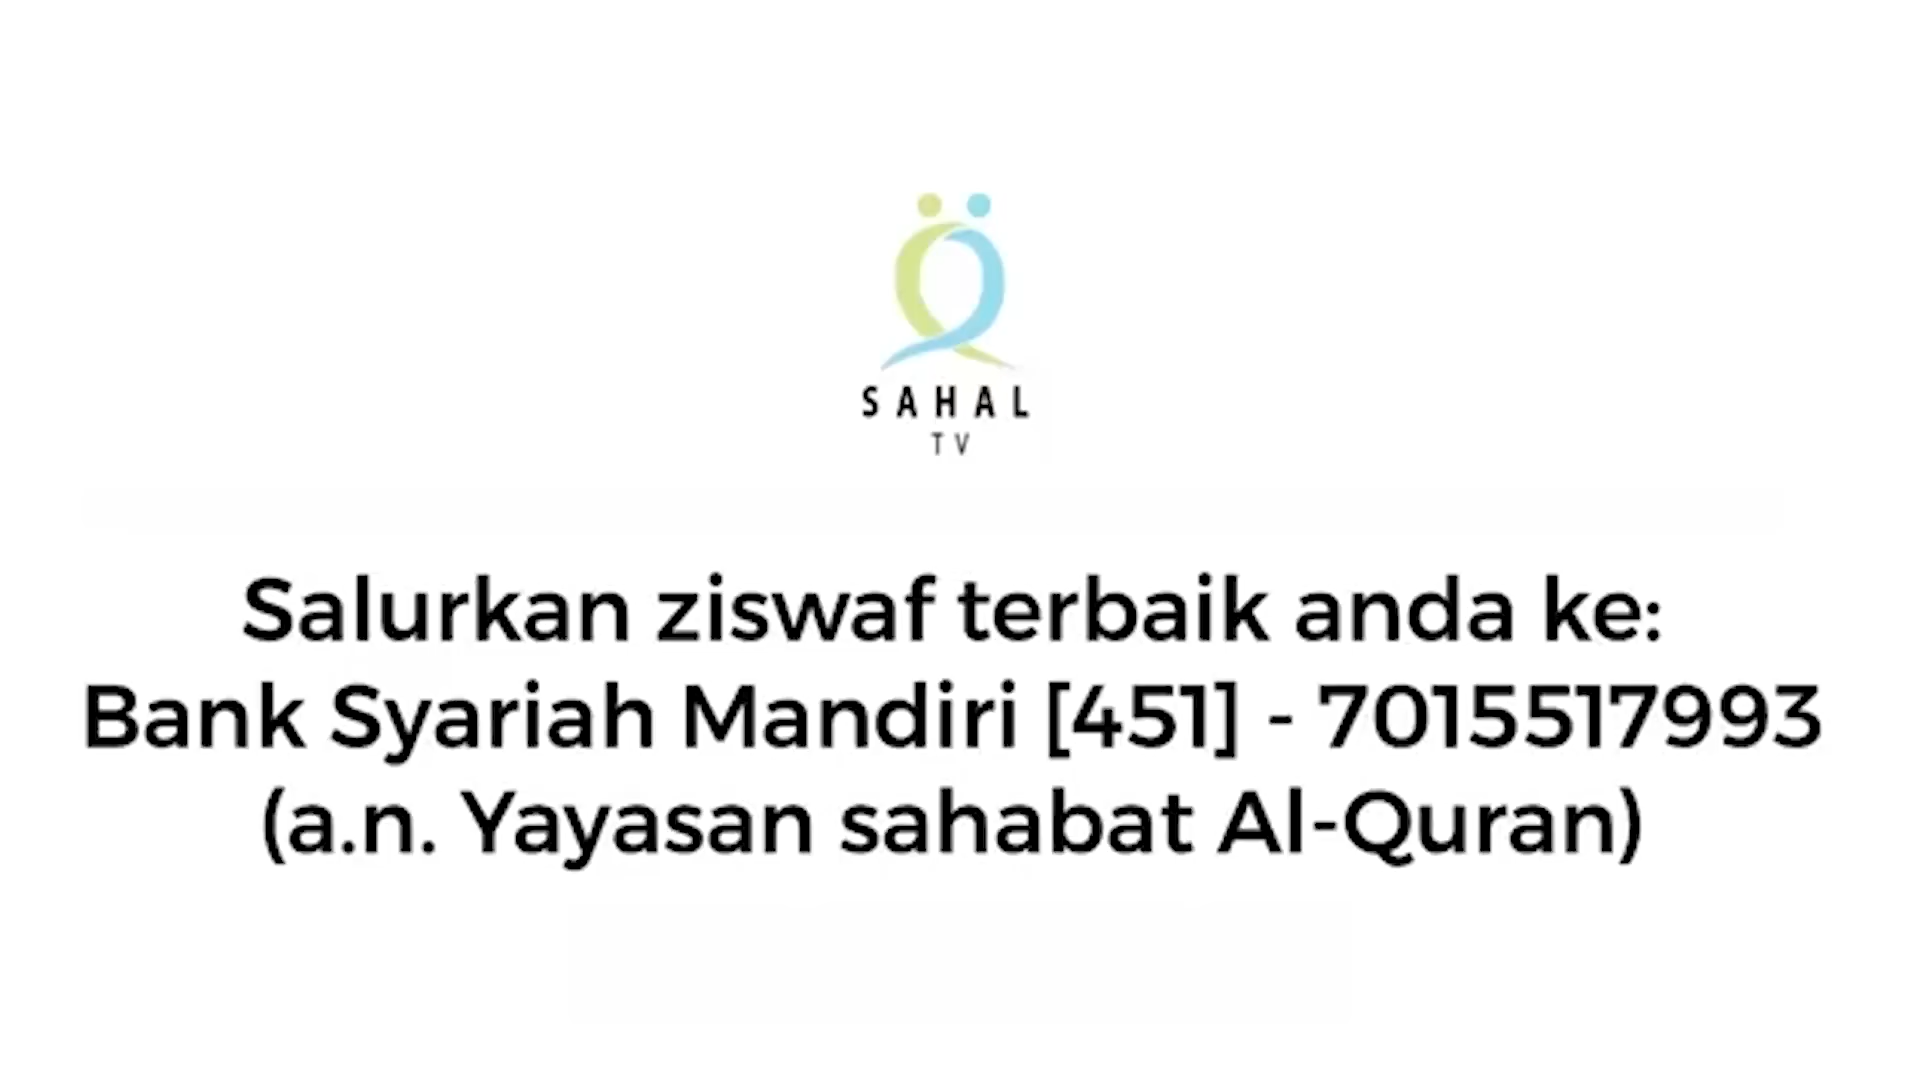 SAHAL
TV
Salurkan ziswaf terbaik anda ke:
Bank Syariah Mandiri [451] - 7015517993
(a.n. Yayasan sahabat Al-Quran)